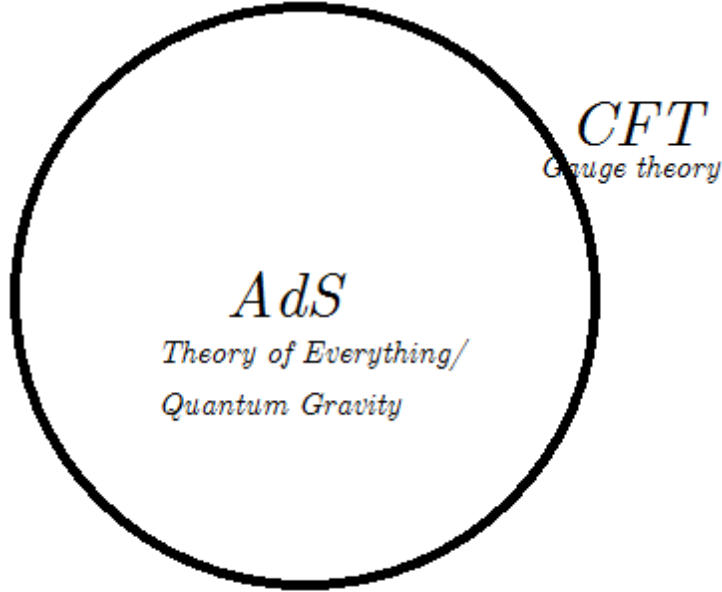 CFT
Gauge theory
AdS
Theory of Everything/
Quantum Gravity